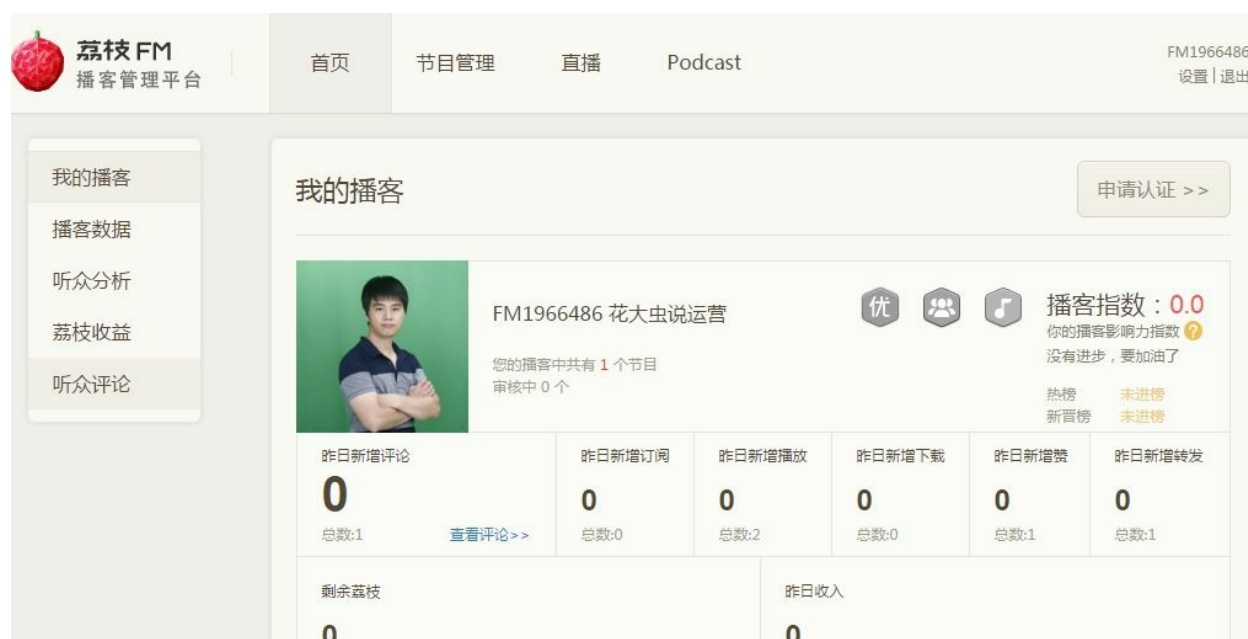 荔枝 FM
播客管理平台
首页 节目管理 直播 Podcast
FM1966486
设置 | 退出
我的播客
播客数据
听众分析
荔枝收益
听众评论
我的播客
申请认证 >>
FM1966486 花大虫说运营
您的播客中共有 1 个节目
审核中 0 个
优
播客指数：0.0
你的播客影响力指数 ?
没有进步，要加油了
热榜 未进榜
新晋榜 未进榜
昨日新增评论 昨日新增订阅 昨日新增播放 昨日新增下载 昨日新增赞 昨日新增转发
0 0 0 0 0 0
总数:1 查看评论>> 总数:0 总数:2 总数:0 总数:1 总数:1
剩余荔枝 昨日收入
0 0